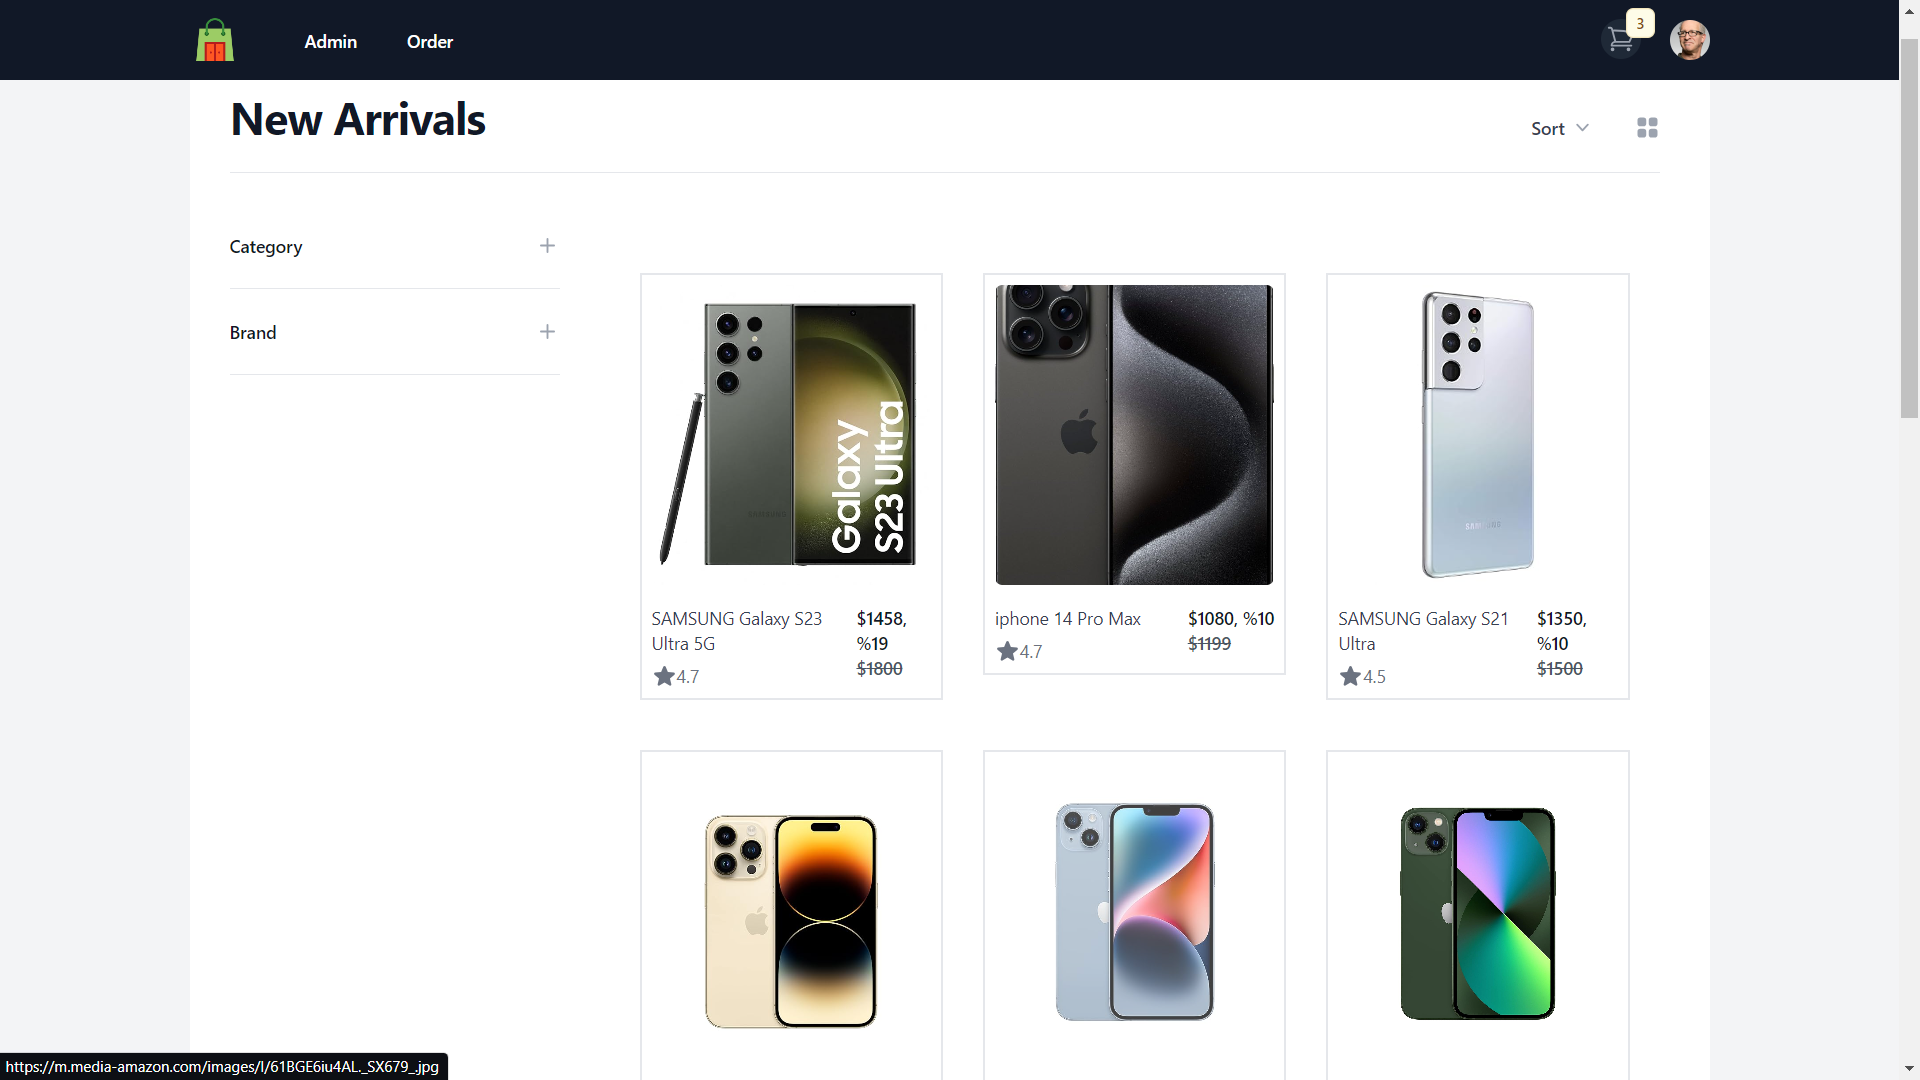 Admin
Order
3
New Arrivals
Sort
Category
Brand
Galaxy
S23 Ultra
SAMSUNG
SAMSUNG Galaxy S23
Ultra 5G
4.7
$1458,
%19
$1800
iphone 14 Pro Max
4.7
$1080, %10
$1199
SAMSUNG
SAMSUNG Galaxy S21
Ultra
4.5
$1350,
%10
$1500
https://m.media-amazon.com/images/I/61BGE6iu4AL._SX679_.jpg